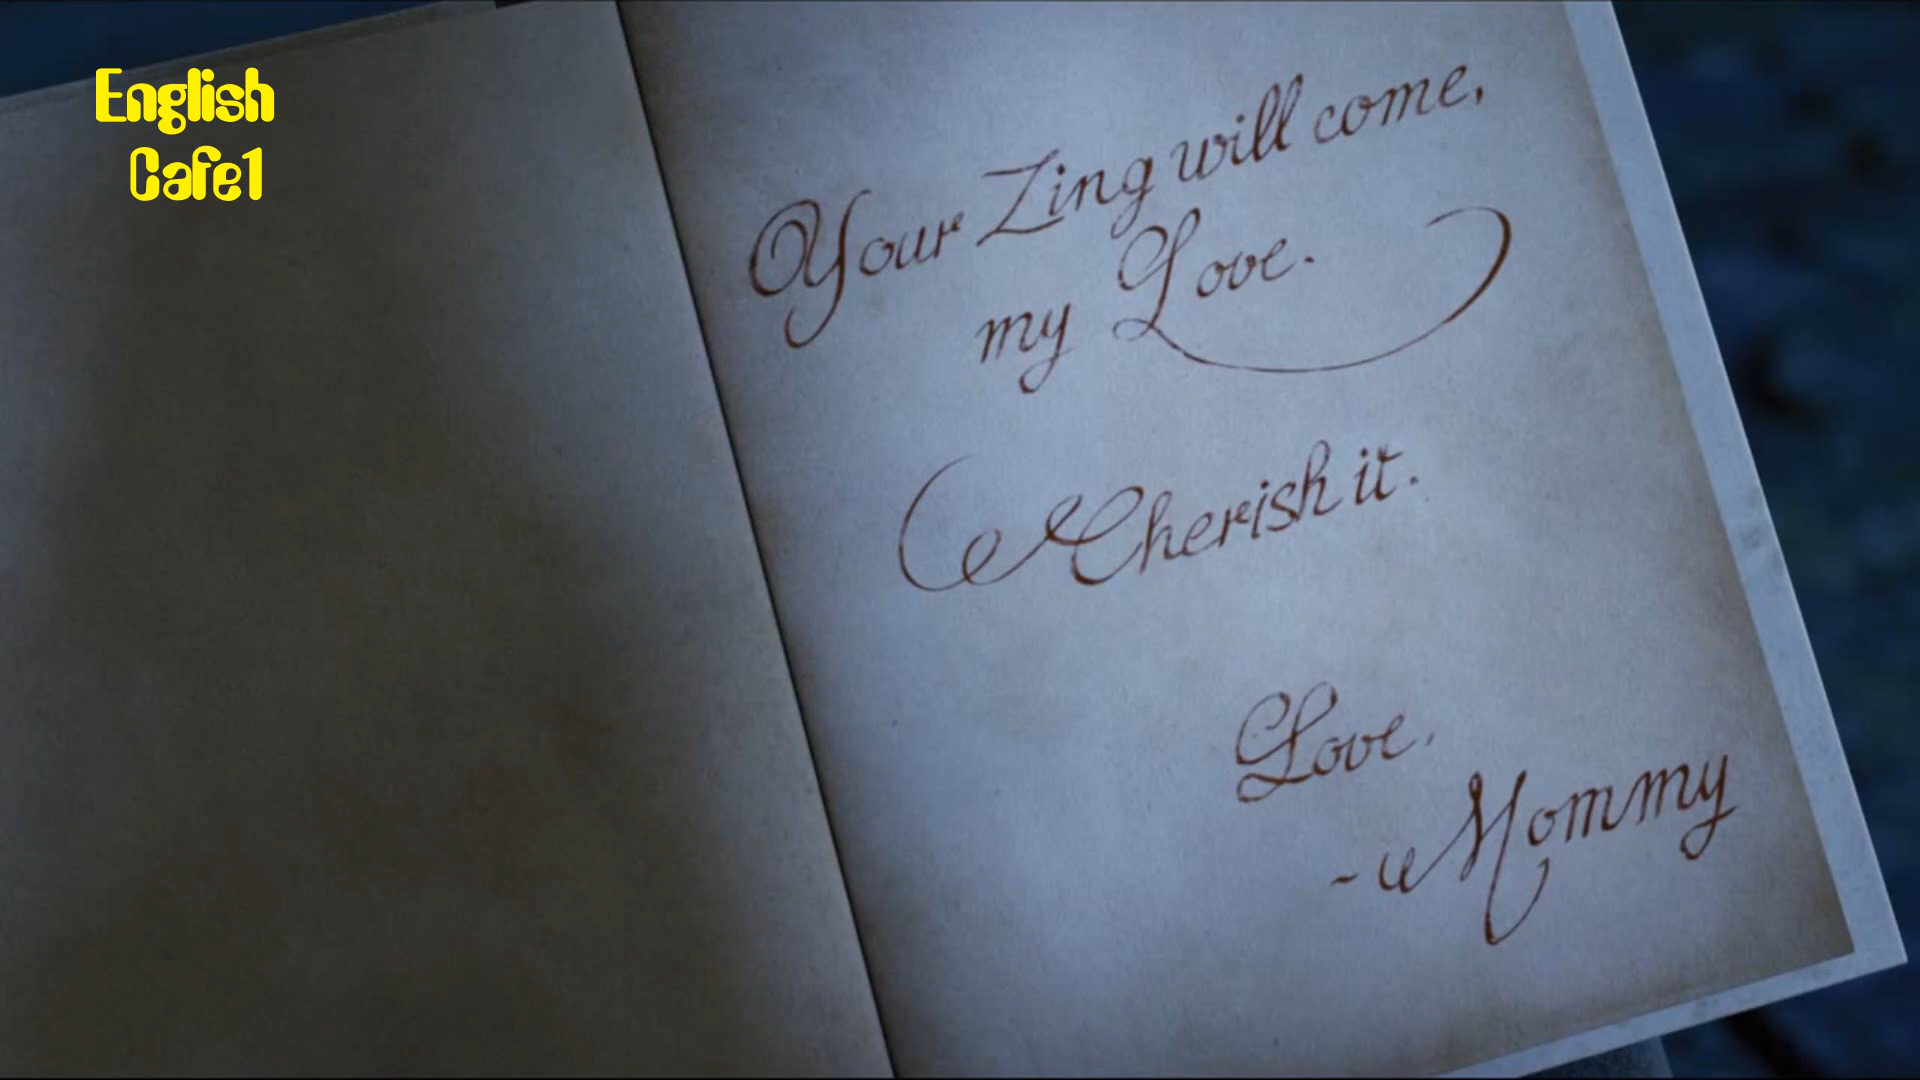 English
Cafe1
Your Zing will come,
my Love.
Cherish it.
Love,
- Mommy